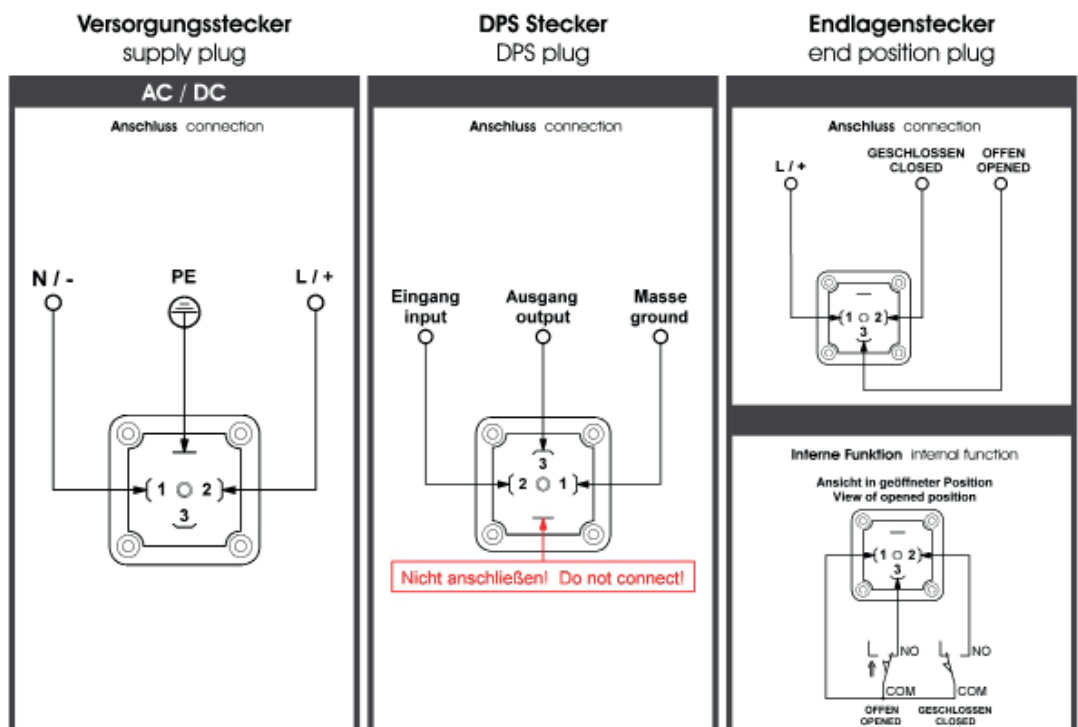 Versorgungsstecker
supply plug
AC / DC
Anschluss connection
N / -
PE
L / +
1 2
3
DPS Stecker
DPS plug
Anschluss connection
Eingang
input
Ausgang
output
Masse
ground
3
2 1
Nicht anschließen! Do not connect!
Endlagenstecker
end position plug
Anschluss connection
L / +
GESCHLOSSEN
CLOSED
OFFEN
OPENED
1 2
3
Interne Funktion internal function
Ansicht in geöffneter Position
View of opened position
1 2
3
NO
NO
COM
COM
OFFEN
OPENED
GESCHLOSSEN
CLOSED